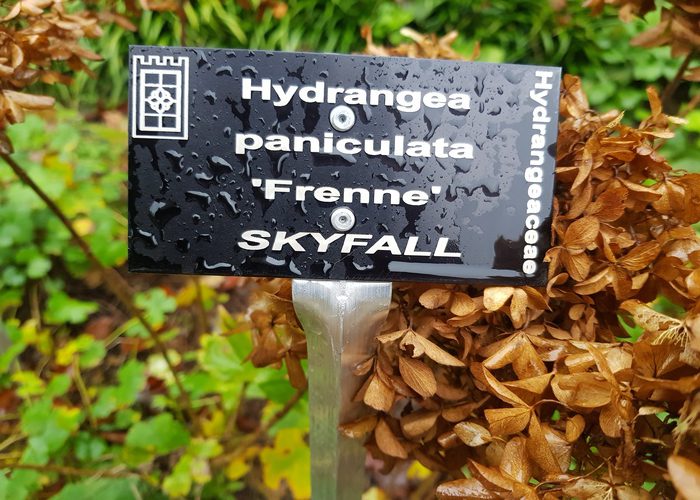 Hydrangea
paniculata
'Frenne'
SKYFALL
Hydrangeaceae